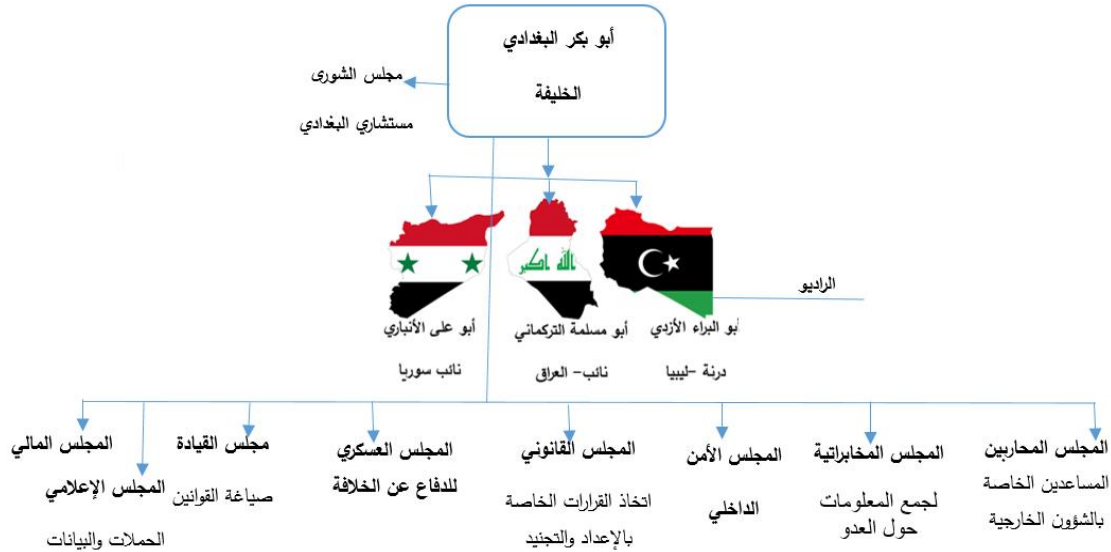 أبو بكر البغدادي
الخليفة
مجلس الشورى
مستشاري البغدادي
الله اكبر
الراديو
أبو البراء الأزدي
درنة -ليبيا
أبو مسلمة التركماني
نائب- العراق
أبو على الأنباري
نائب سوريا
المجلس المحاربين
المساعدين الخاصة
بالشؤون الخارجية
المجلس المخابراتية
لجمع المعلومات
حول العدو
المجلس الأمن
الداخلي
المجلس القانوني
اتخاذ القرارات الخاصة
بالإعداد والتجنيد
المجلس العسكري
للدفاع عن الخلافة
مجلس القيادة
صياغة القوانين
المجلس المالي
المجلس الإعلامي
الحملات والبيانات